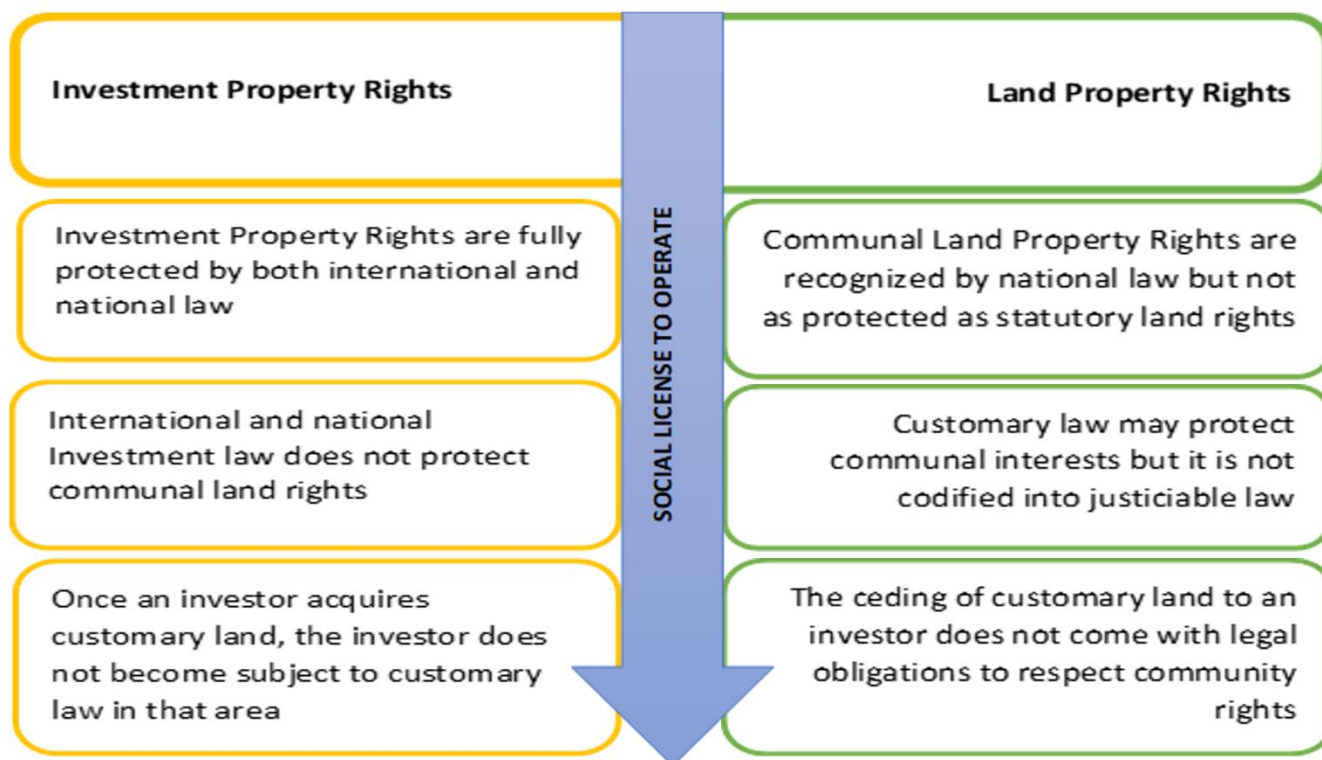 Investment Property Rights
Land Property Rights
SOCIAL LICENSE TO OPERATE
Investment Property Rights are fully
protected by both international and
national law
Communal Land Property Rights are
recognized by national law but not
as protected as statutory land rights
International and national
Investment law does not protect
communal land rights
Customary law may protect
communal interests but it is not
codified into justiciable law
Once an investor acquires
customary land, the investor does
not become subject to customary
law in that area
The ceding of customary land to an
investor does not come with legal
obligations to respect community
rights